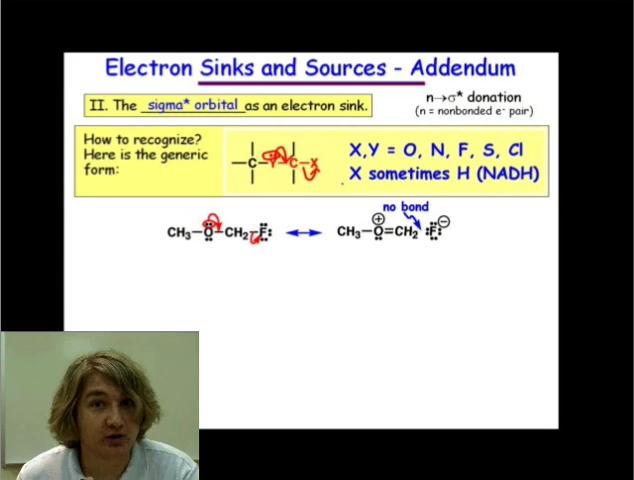 Electron Sinks and Sources - Addendum
II. The sigma* orbital as an electron sink.
n→σ* donation
(n = nonbonded e⁻ pair)
How to recognize?
Here is the generic
form:
—C—Y—C—X
X,Y = O, N, F, S, Cl
X sometimes H (NADH)
no bond
CH₃—O—CH₂—F: ↔ CH₃—O⊕=CH₂ :F:⊖